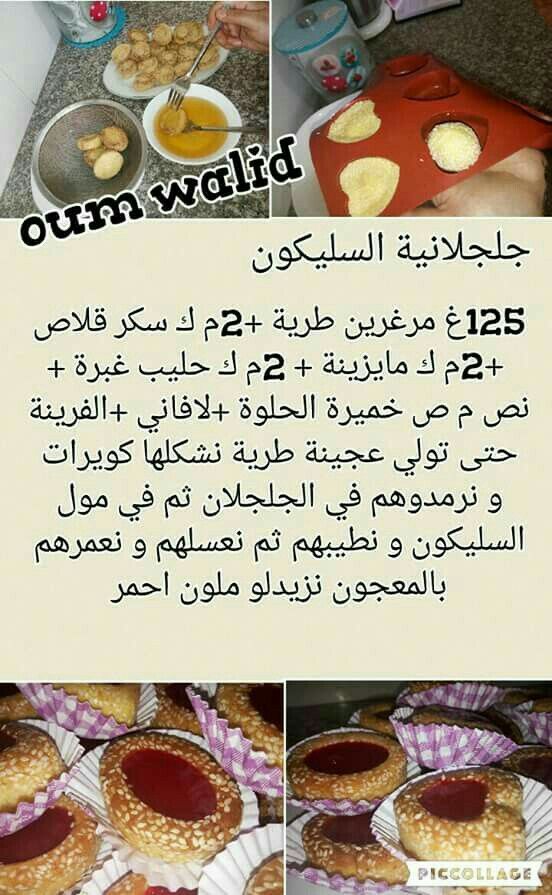 oum walid
جلجلانية السليكون
125غ مرغرين طرية +2م ك سكر قلاص
+2م ك مايزينة + 2م ك حليب غبرة +
نص م ص خميرة الحلوة +لافاني +الفرينة
حتى تولي عجينة طرية نشكلها كويرات
و نرمدوهم في الجلجلان ثم في مول
السليكون و نطيبهم ثم نعسلهم و نعمرهم
بالمعجون نزيدلو ملون احمر
PICCOLLAGE